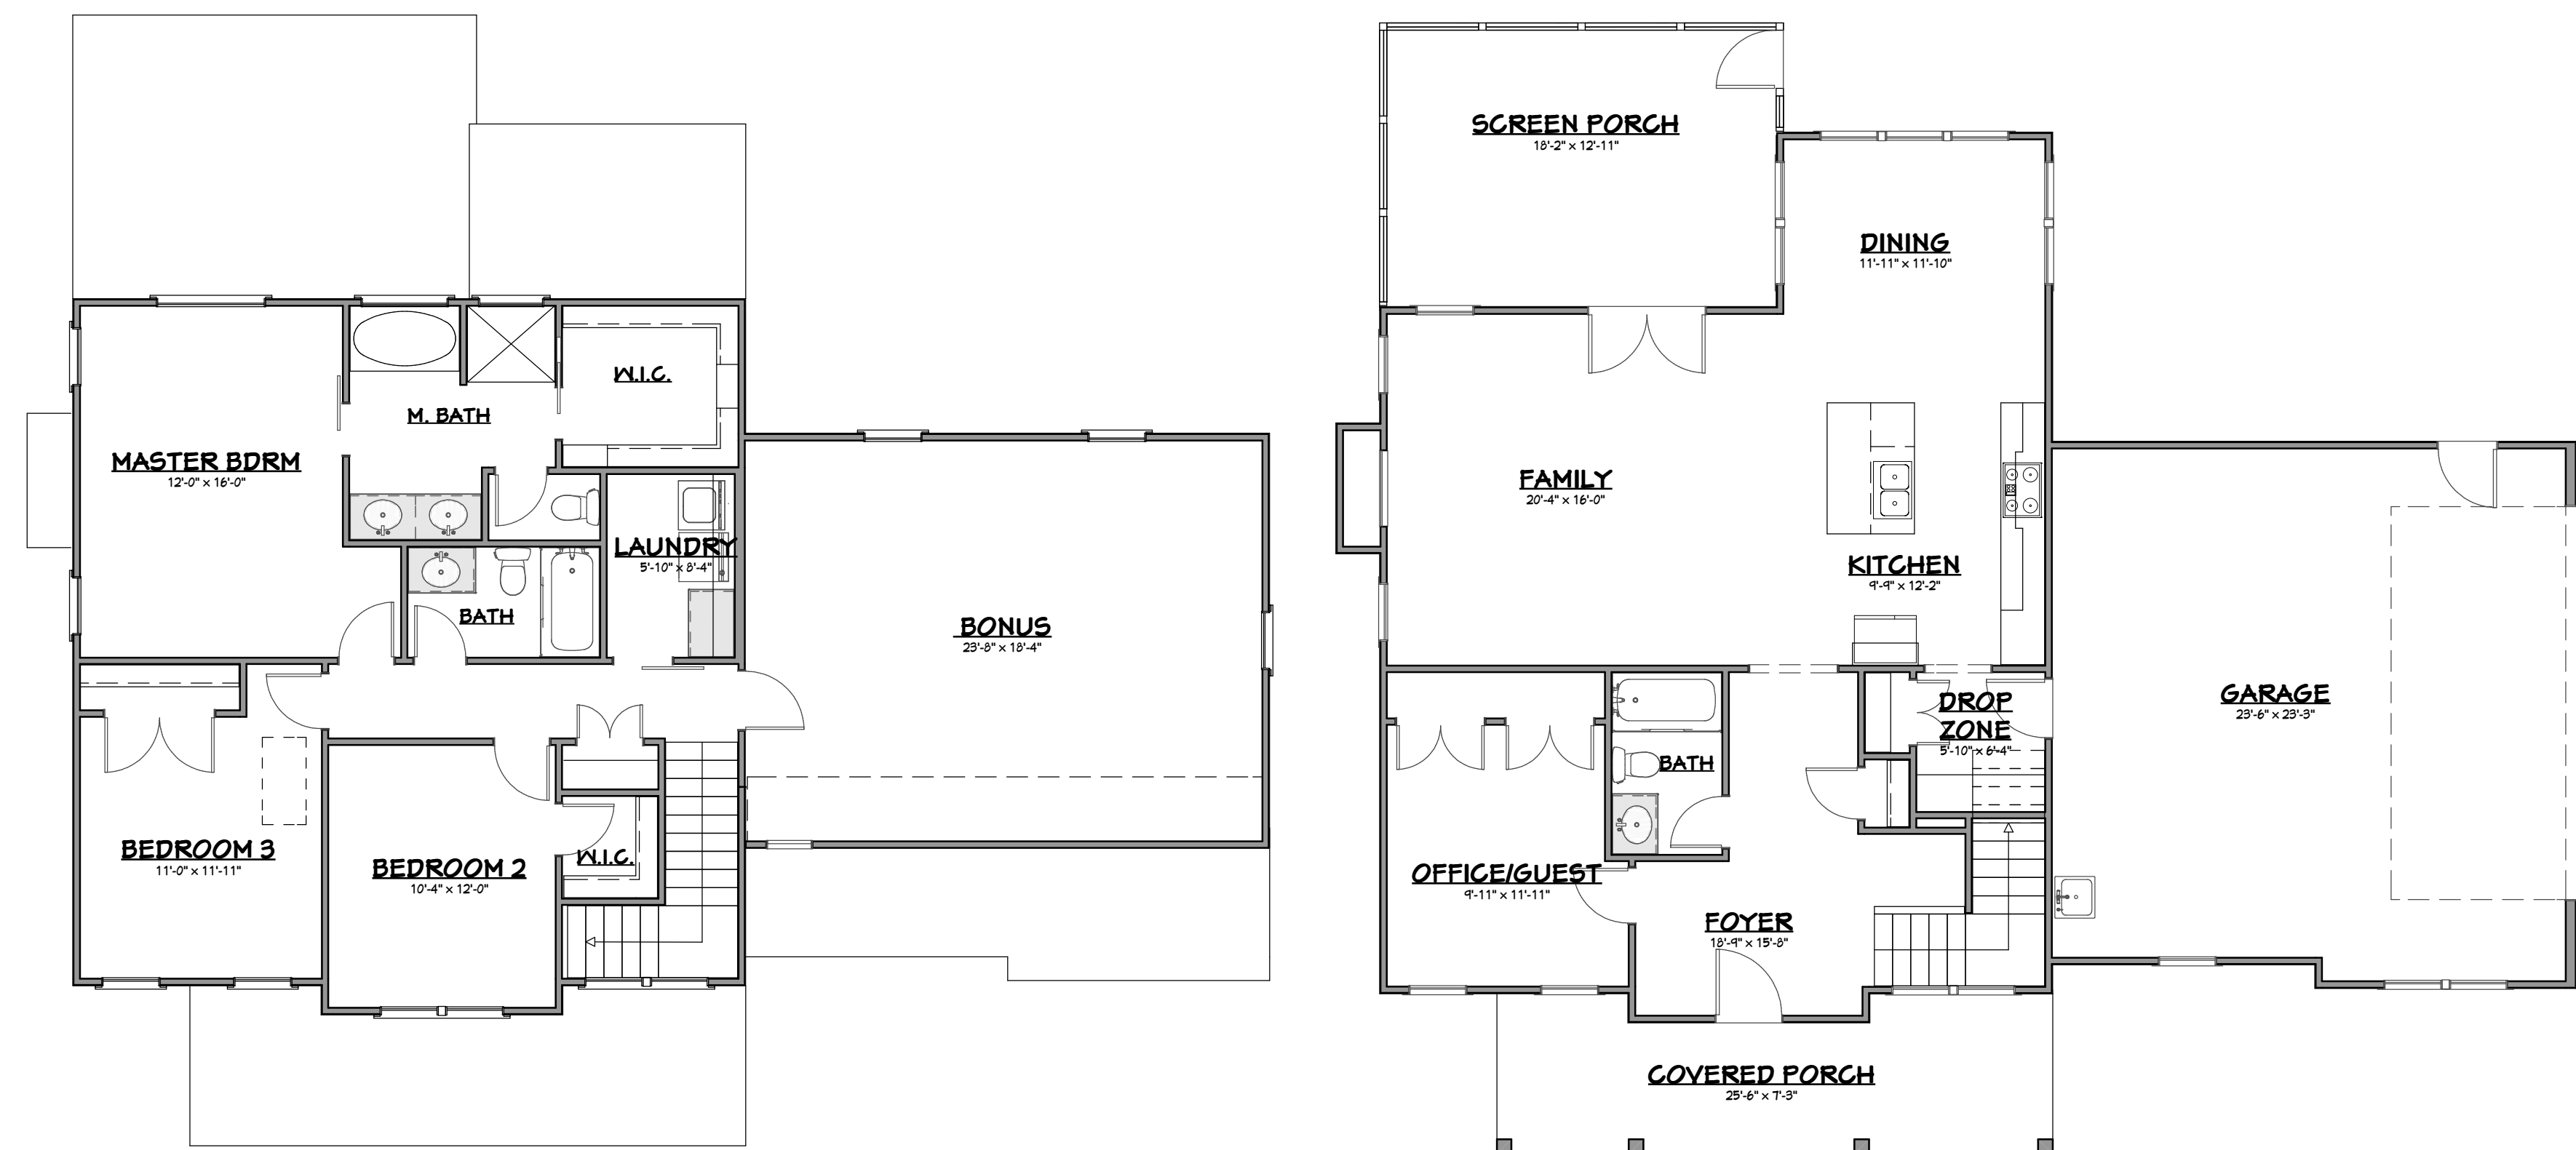 MASTER BDRM
12'-0" x 16'-0"
M. BATH
W.I.C.
BATH
LAUNDRY
5'-10" x 8'-4"
BONUS
23'-8" x 18'-4"
BEDROOM 3
11'-0" x 11'-11"
BEDROOM 2
10'-4" x 12'-0"
W.I.C.
SCREEN PORCH
18'-2" x 12'-11"
DINING
11'-11" x 11'-10"
FAMILY
20'-4" x 16'-0"
KITCHEN
9'-9" x 12'-2"
DROP
ZONE
5'-10" x 6'-4"
GARAGE
23'-6" x 23'-3"
BATH
OFFICE/GUEST
9'-11" x 11'-11"
FOYER
18'-9" x 15'-8"
COVERED PORCH
25'-6" x 7'-3"